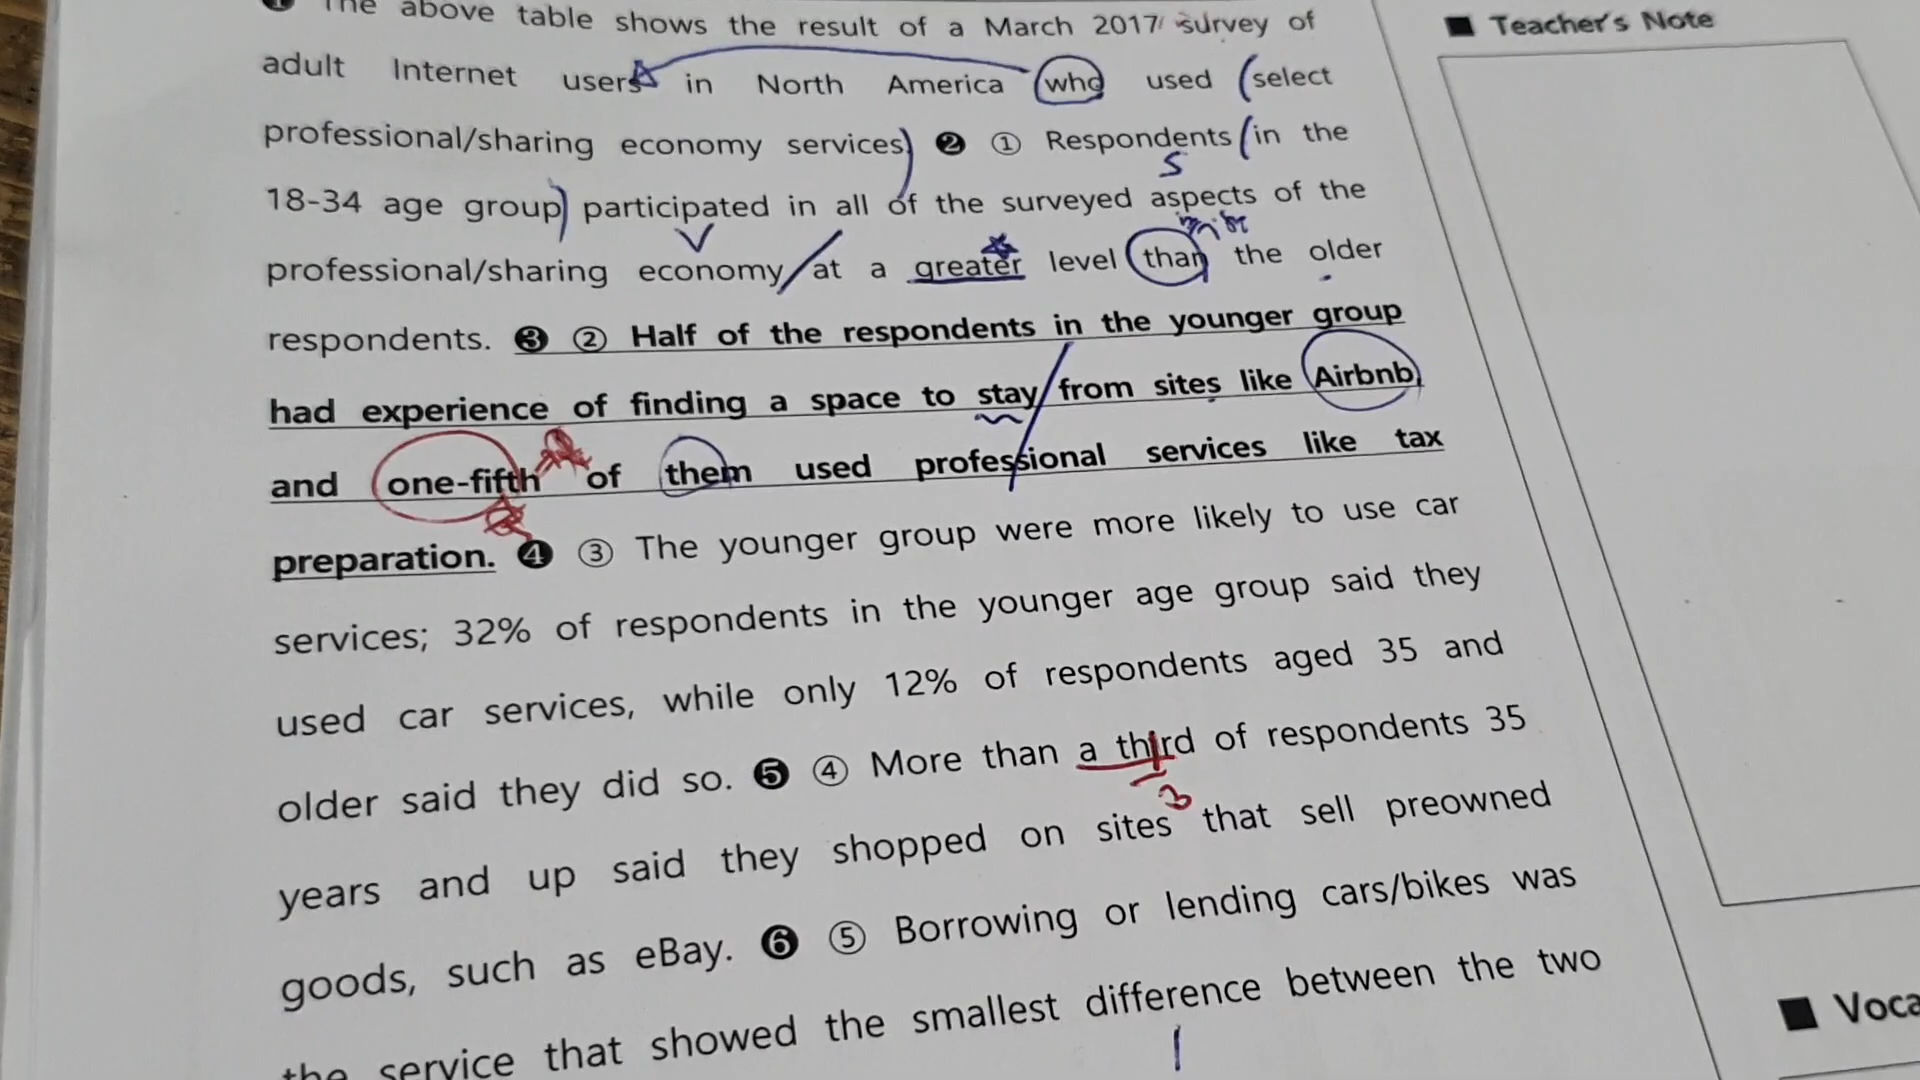 ❶ The above table shows the result of a March 2017 survey of
adult Internet users in North America who used select
professional/sharing economy services. ❷ ① Respondents in the
S
18-34 age group participated in all of the surveyed aspects of the
V
professional/sharing economy at a greater level than the older
respondents. ❸ ② Half of the respondents in the younger group
had experience of finding a space to stay from sites like Airbnb,
and one-fifth of them used professional services like tax
preparation. ❹ ③ The younger group were more likely to use car
services; 32% of respondents in the younger age group said they
used car services, while only 12% of respondents aged 35 and
older said they did so. ❺ ④ More than a third of respondents 35
3
years and up said they shopped on sites that sell preowned
goods, such as eBay. ❻ ⑤ Borrowing or lending cars/bikes was
the service that showed the smallest difference between the two
■ Teacher's Note
■ Voca